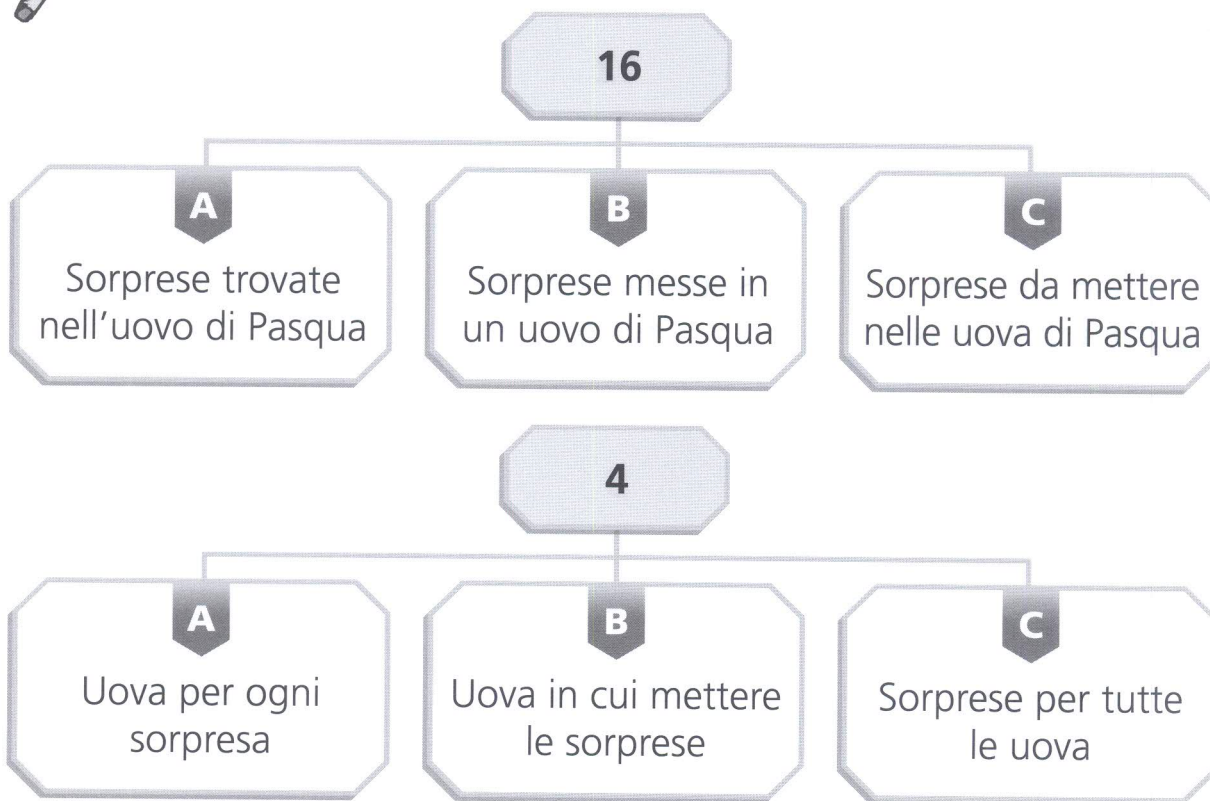 16
A
Sorprese trovate
nell'uovo di Pasqua
B
Sorprese messe in
un uovo di Pasqua
C
Sorprese da mettere
nelle uova di Pasqua
4
A
Uova per ogni
sorpresa
B
Uova in cui mettere
le sorprese
C
Sorprese per tutte
le uova